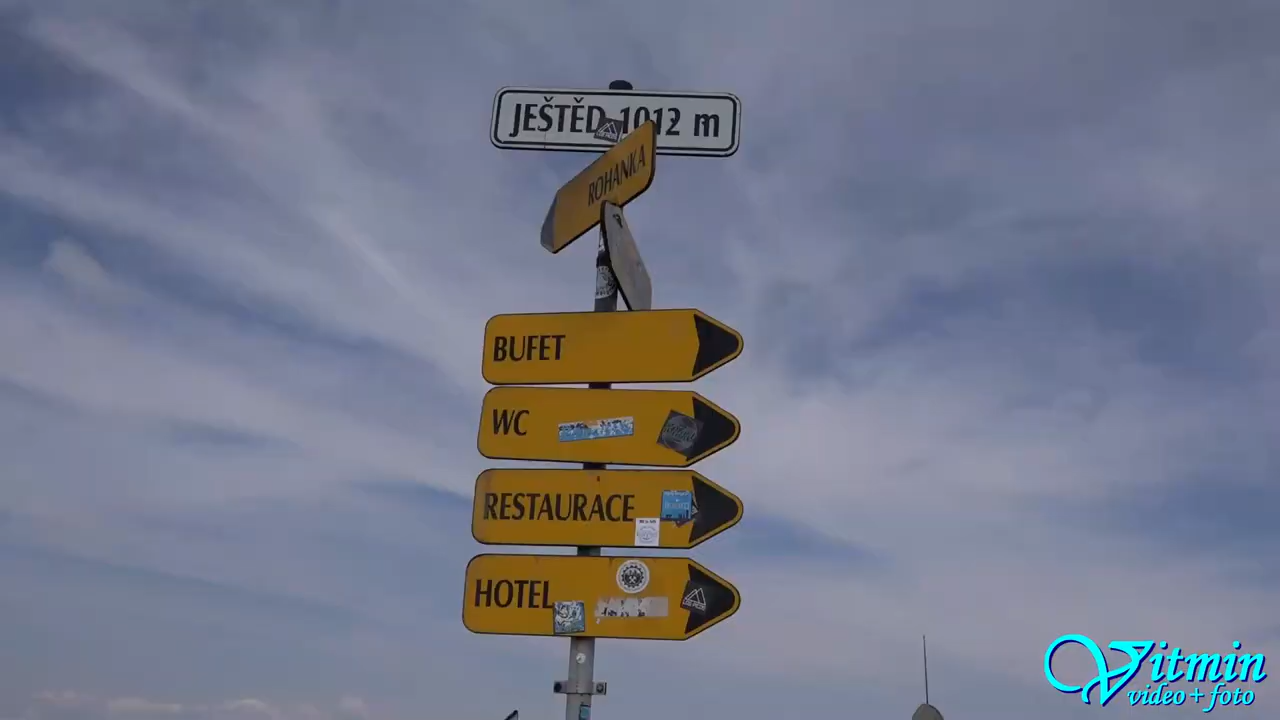 JEŠTĚD 1012 m
ROHANKA
BUFET
WC
RESTAURACE
HOTEL
Vitmin
video + foto